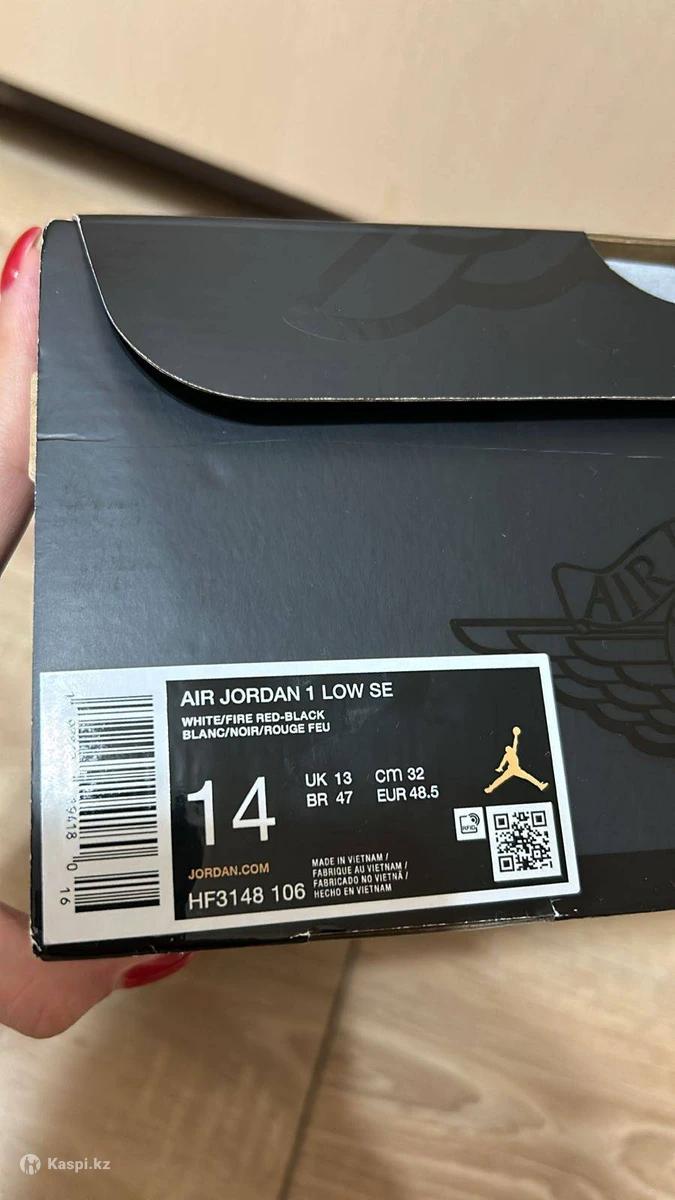 AIR
AIR JORDAN 1 LOW SE
WHITE/FIRE RED-BLACK
BLANC/NOIR/ROUGE FEU
14
UK 13 cm 32
BR 47 EUR 48.5
RFID
JORDAN.COM
HF3148 106
MADE IN VIETNAM /
FABRIQUE AU VIETNAM /
FABRICADO NO VIETNÃ /
HECHO EN VIETNAM
0 16
Kaspi.kz